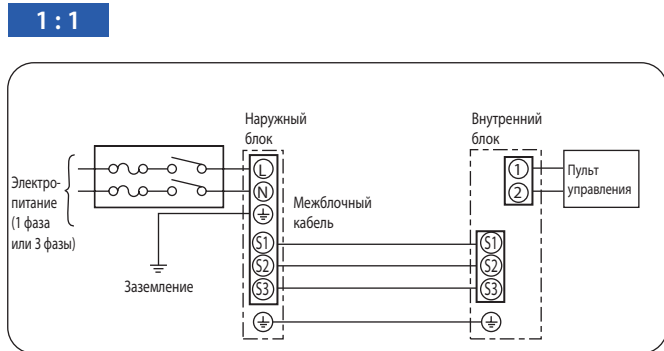 1 : 1
Наружный
блок
Внутренний
блок
Электро-
питание
(1 фаза
или 3 фазы)
L
N
Заземление
Межблочный
кабель
S1
S2
S3
1
2
Пульт
управления
S1
S2
S3